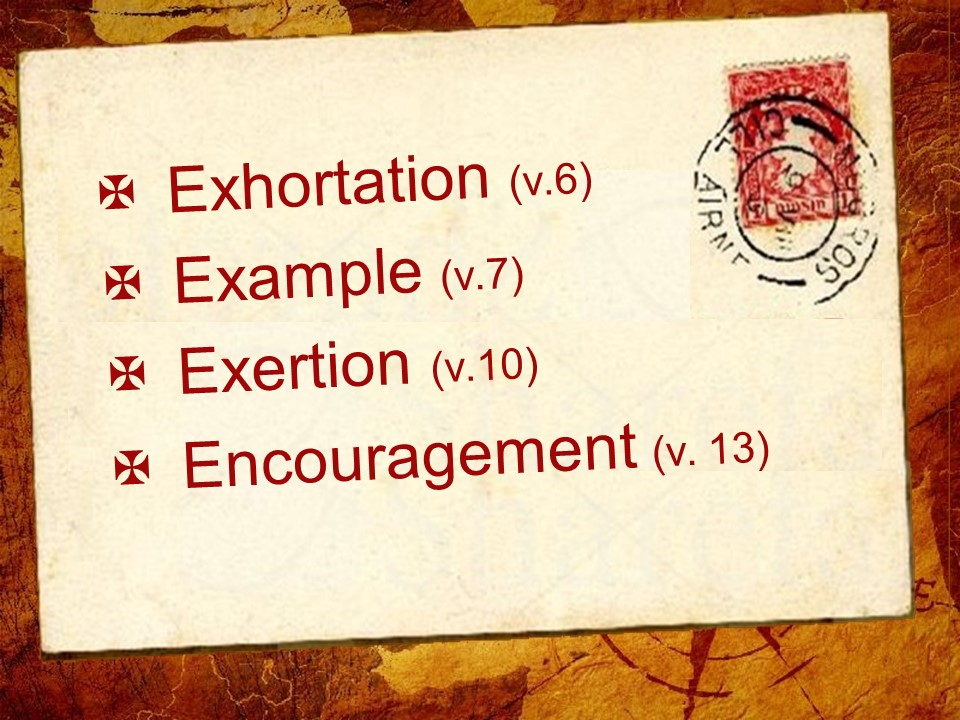 ✠ Exhortation (v.6)
✠ Example (v.7)
✠ Exertion (v.10)
✠ Encouragement (v. 13)